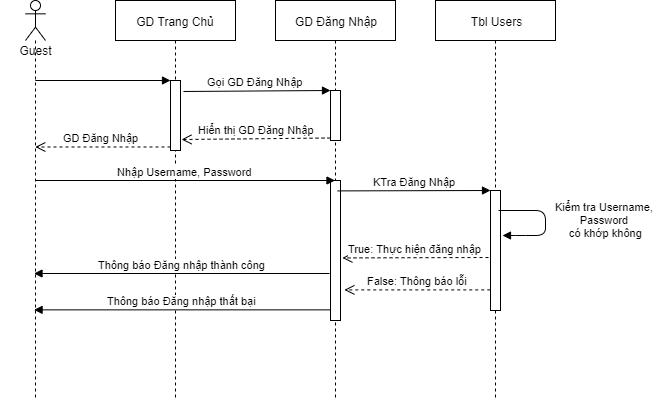 GD Trang Chủ
GD Đăng Nhập
Tbl Users
Guest
Gọi GD Đăng Nhập
Hiển thị GD Đăng Nhập
GD Đăng Nhập
Nhập Username, Password
KTra Đăng Nhập
Kiểm tra Username,
Password
có khớp không
True: Thực hiện đăng nhập
Thông báo Đăng nhập thành công
False: Thông báo lỗi
Thông báo Đăng nhập thất bại